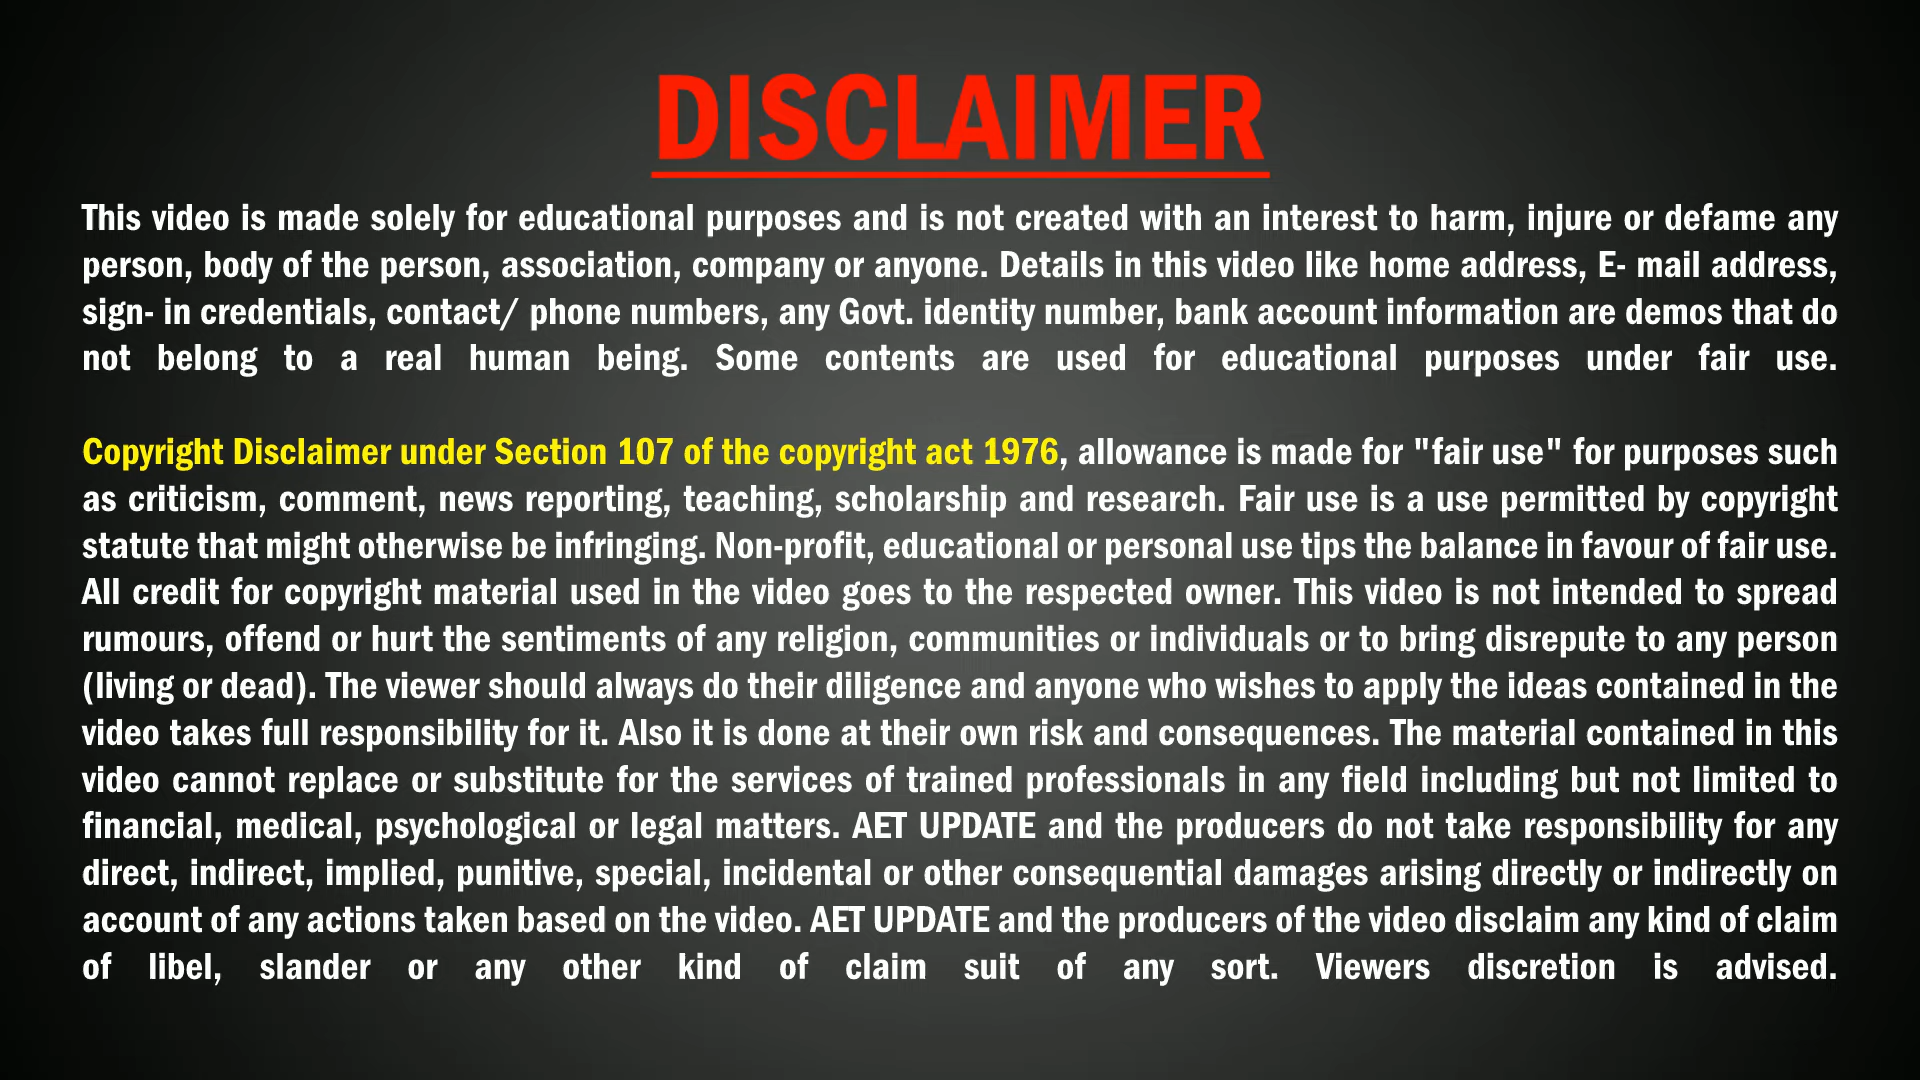 DISCLAIMER
This video is made solely for educational purposes and is not created with an interest to harm, injure or defame any
person, body of the person, association, company or anyone. Details in this video like home address, E- mail address,
sign- in credentials, contact/ phone numbers, any Govt. identity number, bank account information are demos that do
not belong to a real human being. Some contents are used for educational purposes under fair use.
Copyright Disclaimer under Section 107 of the copyright act 1976, allowance is made for "fair use" for purposes such
as criticism, comment, news reporting, teaching, scholarship and research. Fair use is a use permitted by copyright
statute that might otherwise be infringing. Non-profit, educational or personal use tips the balance in favour of fair use.
All credit for copyright material used in the video goes to the respected owner. This video is not intended to spread
rumours, offend or hurt the sentiments of any religion, communities or individuals or to bring disrepute to any person
(living or dead). The viewer should always do their diligence and anyone who wishes to apply the ideas contained in the
video takes full responsibility for it. Also it is done at their own risk and consequences. The material contained in this
video cannot replace or substitute for the services of trained professionals in any field including but not limited to
financial, medical, psychological or legal matters. AET UPDATE and the producers do not take responsibility for any
direct, indirect, implied, punitive, special, incidental or other consequential damages arising directly or indirectly on
account of any actions taken based on the video. AET UPDATE and the producers of the video disclaim any kind of claim
of libel, slander or any other kind of claim suit of any sort. Viewers discretion is advised.